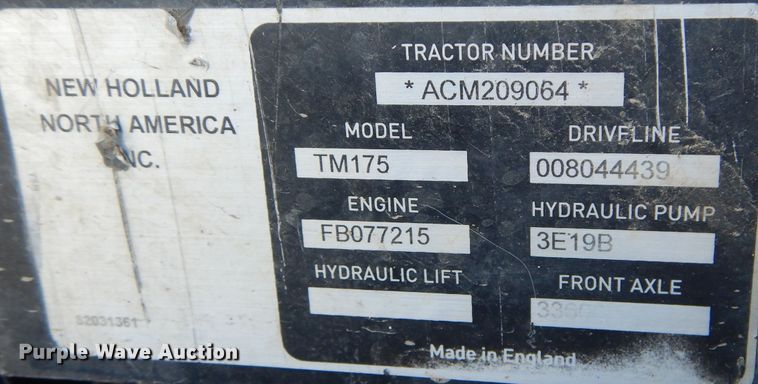 NEW HOLLAND
NORTH AMERICA
INC.
82031361
TRACTOR NUMBER
* ACM209064 *
MODEL
TM175
DRIVELINE
008044439
ENGINE
FB077215
HYDRAULIC PUMP
3E19B
HYDRAULIC LIFT
FRONT AXLE
Made in England
Purple Wave Auction